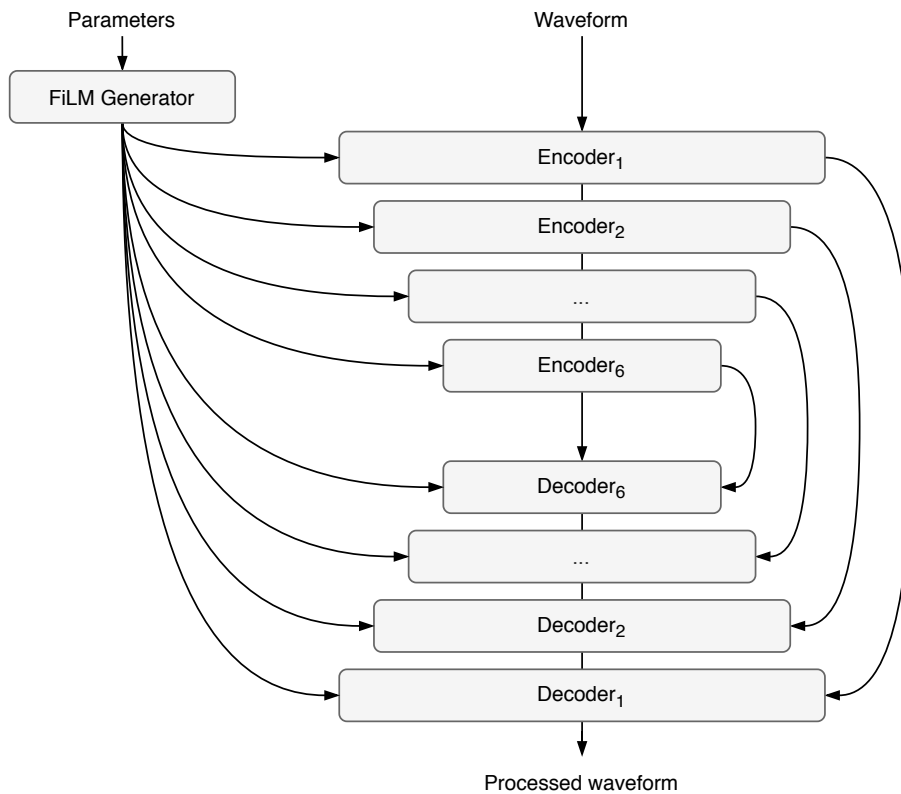 Parameters
Waveform
FiLM Generator
Encoder₁
Encoder₂
...
Encoder₆
Decoder₆
...
Decoder₂
Decoder₁
Processed waveform